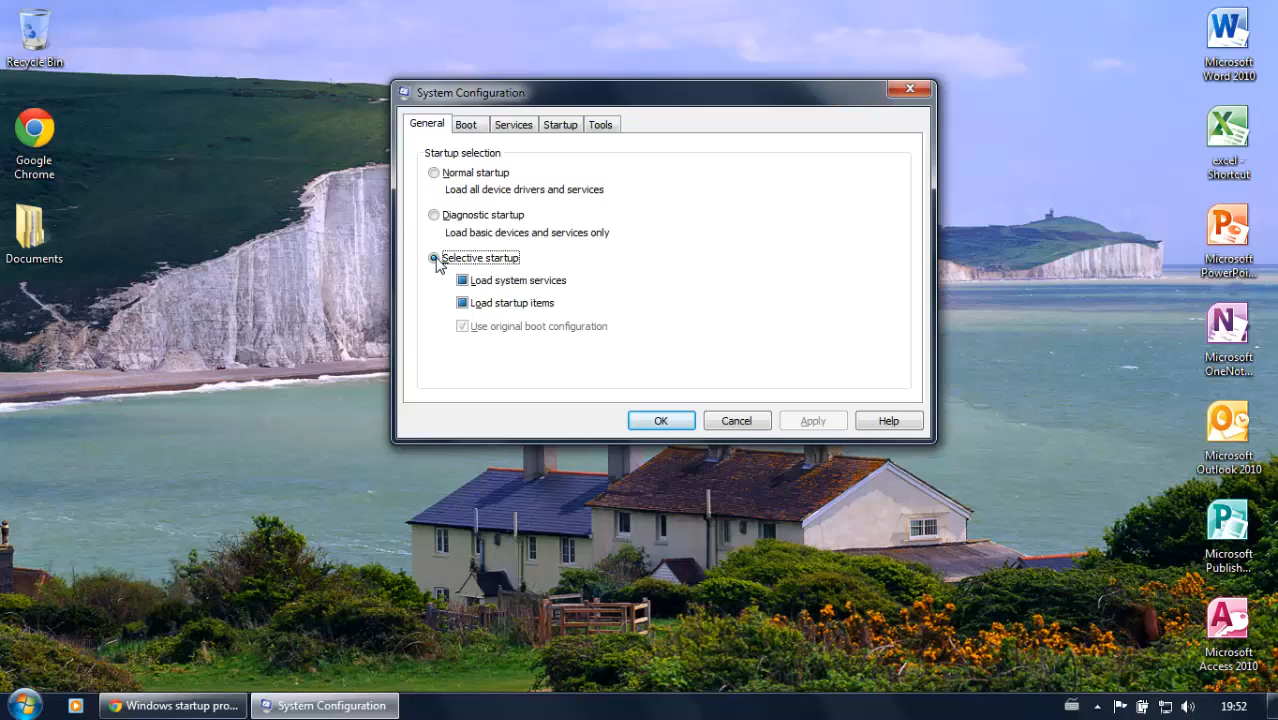 Recycle Bin
Google
Chrome
Documents
System Configuration
General
Boot
Services
Startup
Tools
Startup selection
Normal startup
Load all device drivers and services
Diagnostic startup
Load basic devices and services only
Selective startup
Load system services
Load startup items
Use original boot configuration
OK
Cancel
Apply
Help
W
Microsoft
Word 2010
excel -
Shortcut
P
Microsoft
PowerPoi...
N
Microsoft
OneNot...
O
Microsoft
Outlook 2010
P
Microsoft
Publish...
A
Microsoft
Access 2010
Windows startup pro...
System Configuration
19:52